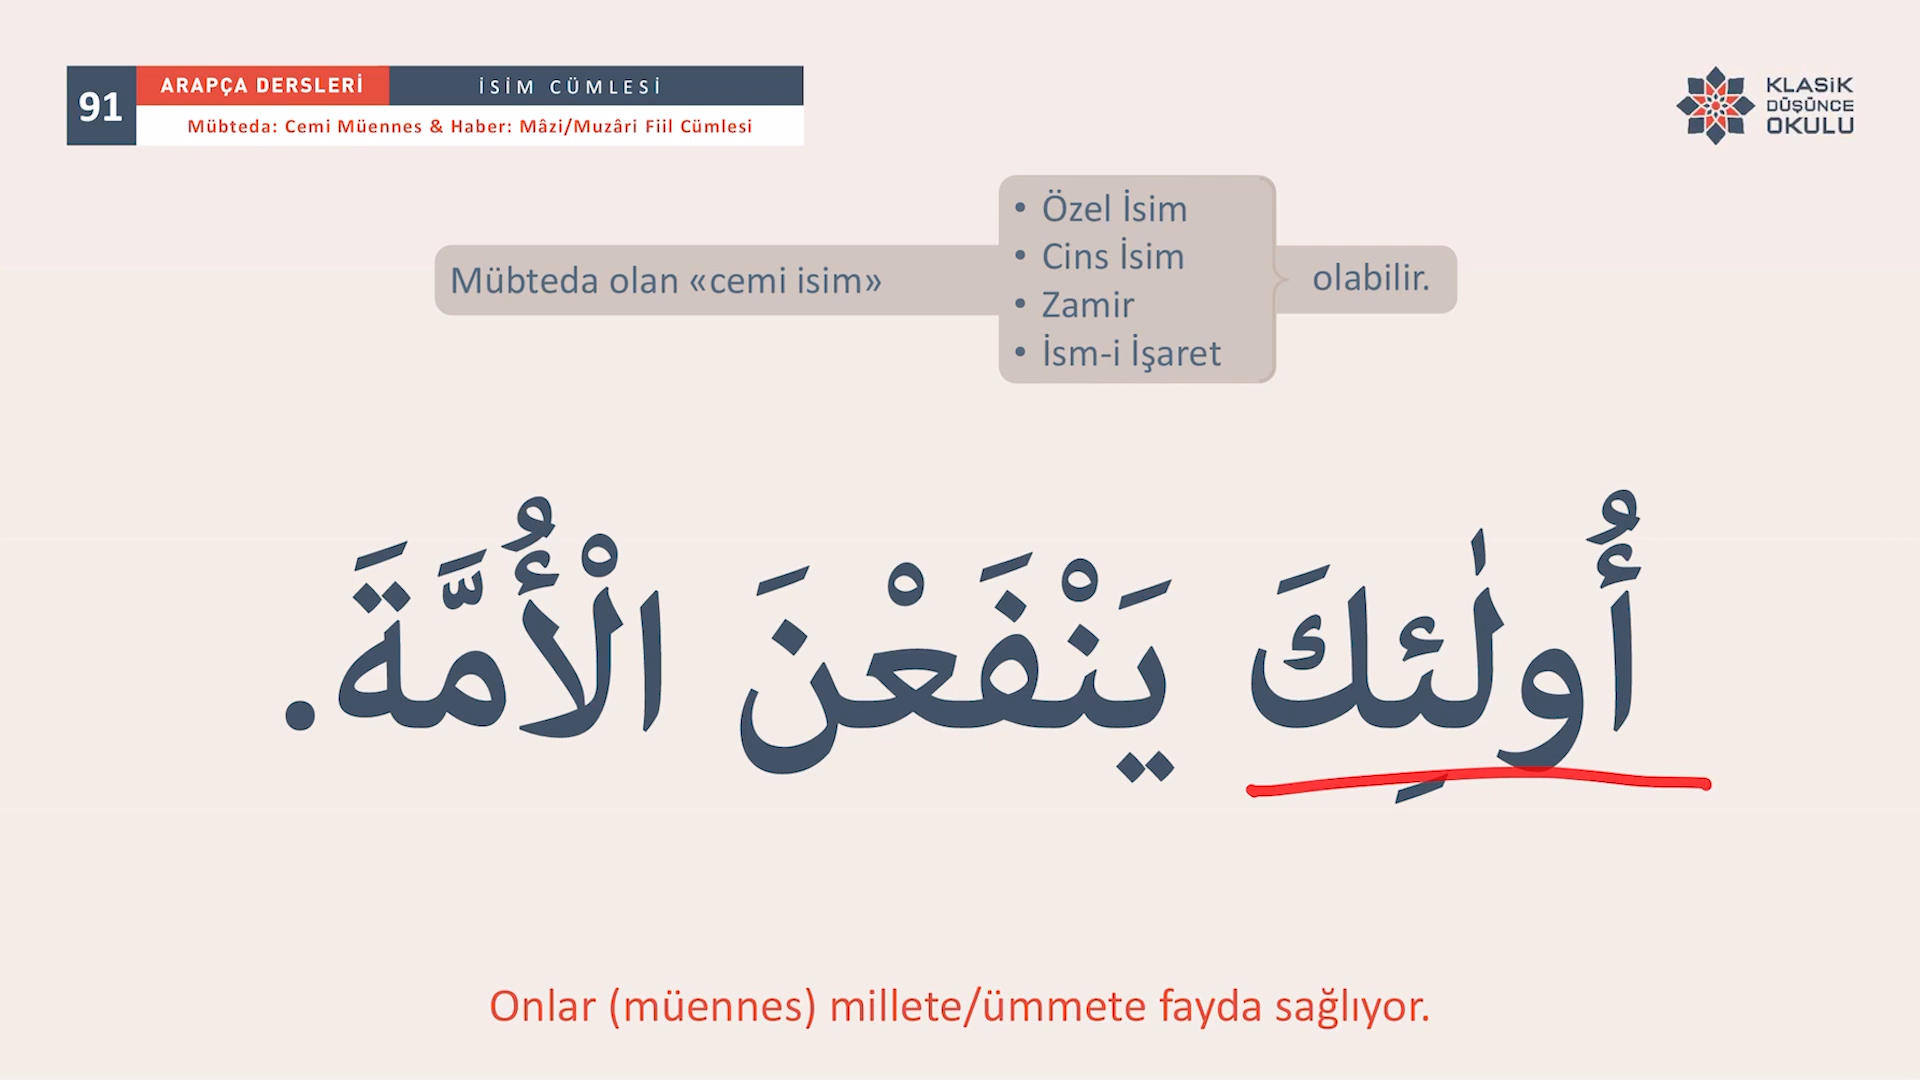 91
ARAPÇA DERSLERİ
İSİM CÜMLESİ
Mübteda: Cemi Müennes & Haber: Mâzi/Muzâri Fiil Cümlesi
KLASİK
DÜŞÜNCE
OKULU
Mübteda olan «cemi isim»
• Özel İsim
• Cins İsim
• Zamir
• İsm-i İşaret
olabilir.
أُولٰئِكَ يَنْفَعْنَ الْأُمَّةَ.
Onlar (müennes) millete/ümmete fayda sağlıyor.